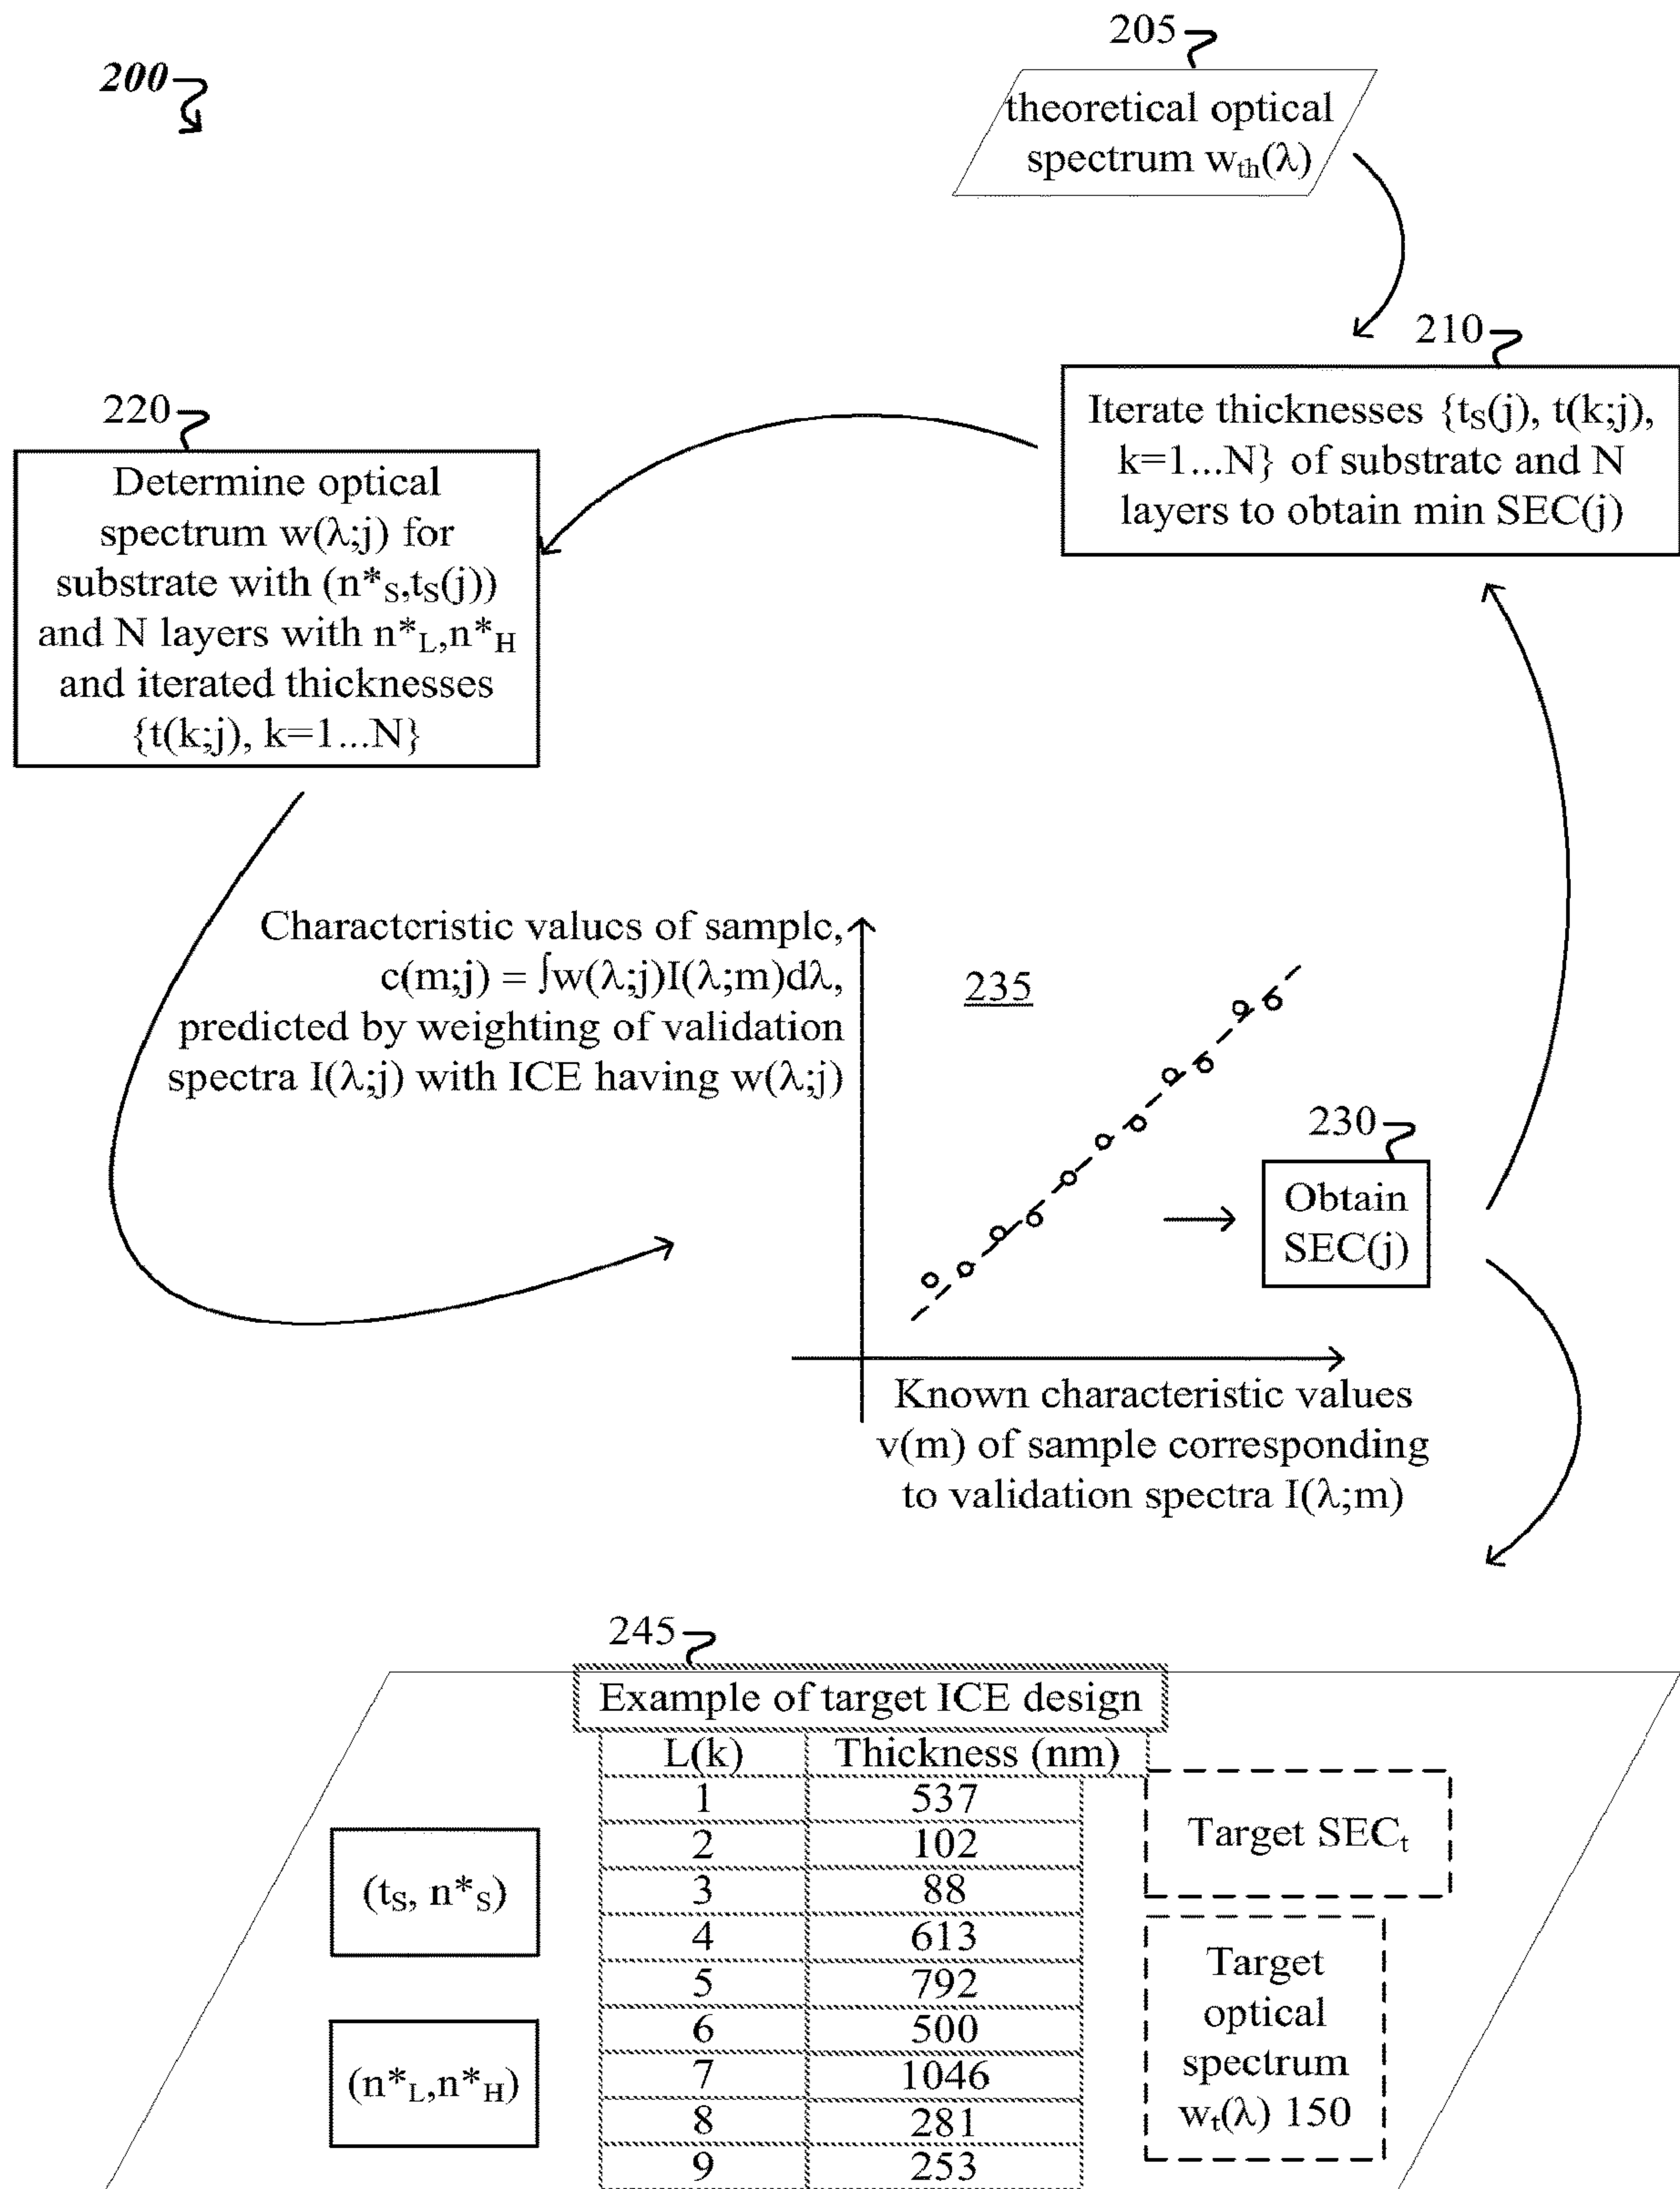 205
200
theoretical optical
spectrum wth(λ)
210
Iterate thicknesses {tS(j), t(k;j),
k=1...N} of substrate and N
layers to obtain min SEC(j)
220
Determine optical
spectrum w(λ;j) for
substrate with (n*S,tS(j))
and N layers with n*L,n*H
and iterated thicknesses
{t(k;j), k=1...N}
Characteristic values of sample,
c(m;j) = ∫w(λ;j)I(λ;m)dλ,
predicted by weighting of validation
spectra I(λ;j) with ICE having w(λ;j)
235
230
Obtain
SEC(j)
Known characteristic values
v(m) of sample corresponding
to validation spectra I(λ;m)
245
Example of target ICE design
L(k) Thickness (nm)
1 537
2 102
3 88
4 613
5 792
6 500
7 1046
8 281
9 253
(tS, n*S)
(n*L,n*H)
Target SECt
Target
optical
spectrum
wt(λ) 150